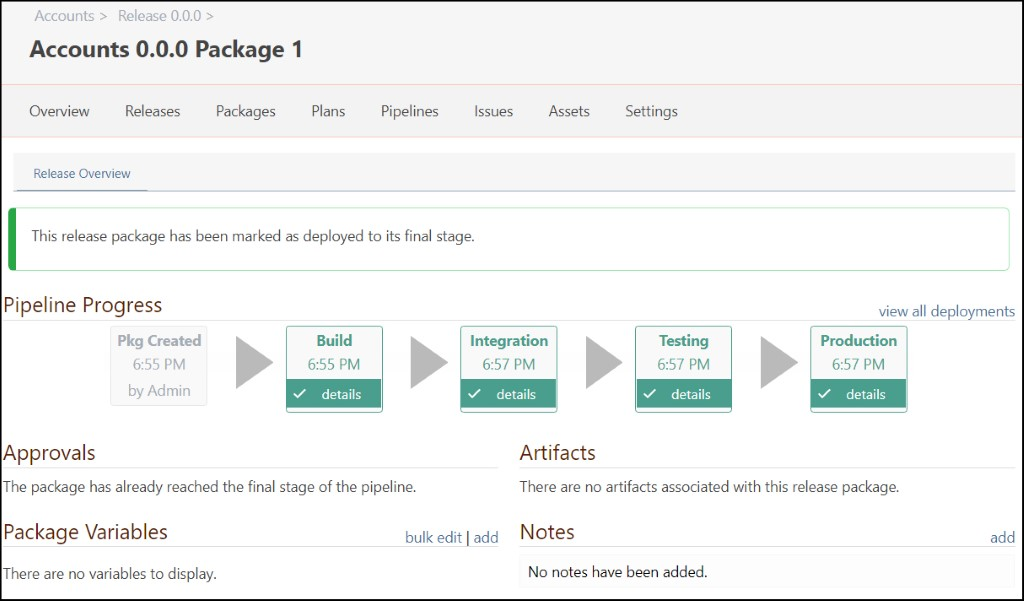 Accounts > Release 0.0.0 >
Accounts 0.0.0 Package 1
Overview Releases Packages Plans Pipelines Issues Assets Settings
Release Overview
This release package has been marked as deployed to its final stage.
Pipeline Progress view all deployments
Pkg Created Build Integration Testing Production
6:55 PM 6:55 PM 6:57 PM 6:57 PM 6:57 PM
by Admin details details details details
Approvals Artifacts
The package has already reached the final stage of the pipeline. There are no artifacts associated with this release package.
Package Variables bulk edit | add Notes add
There are no variables to display. No notes have been added.